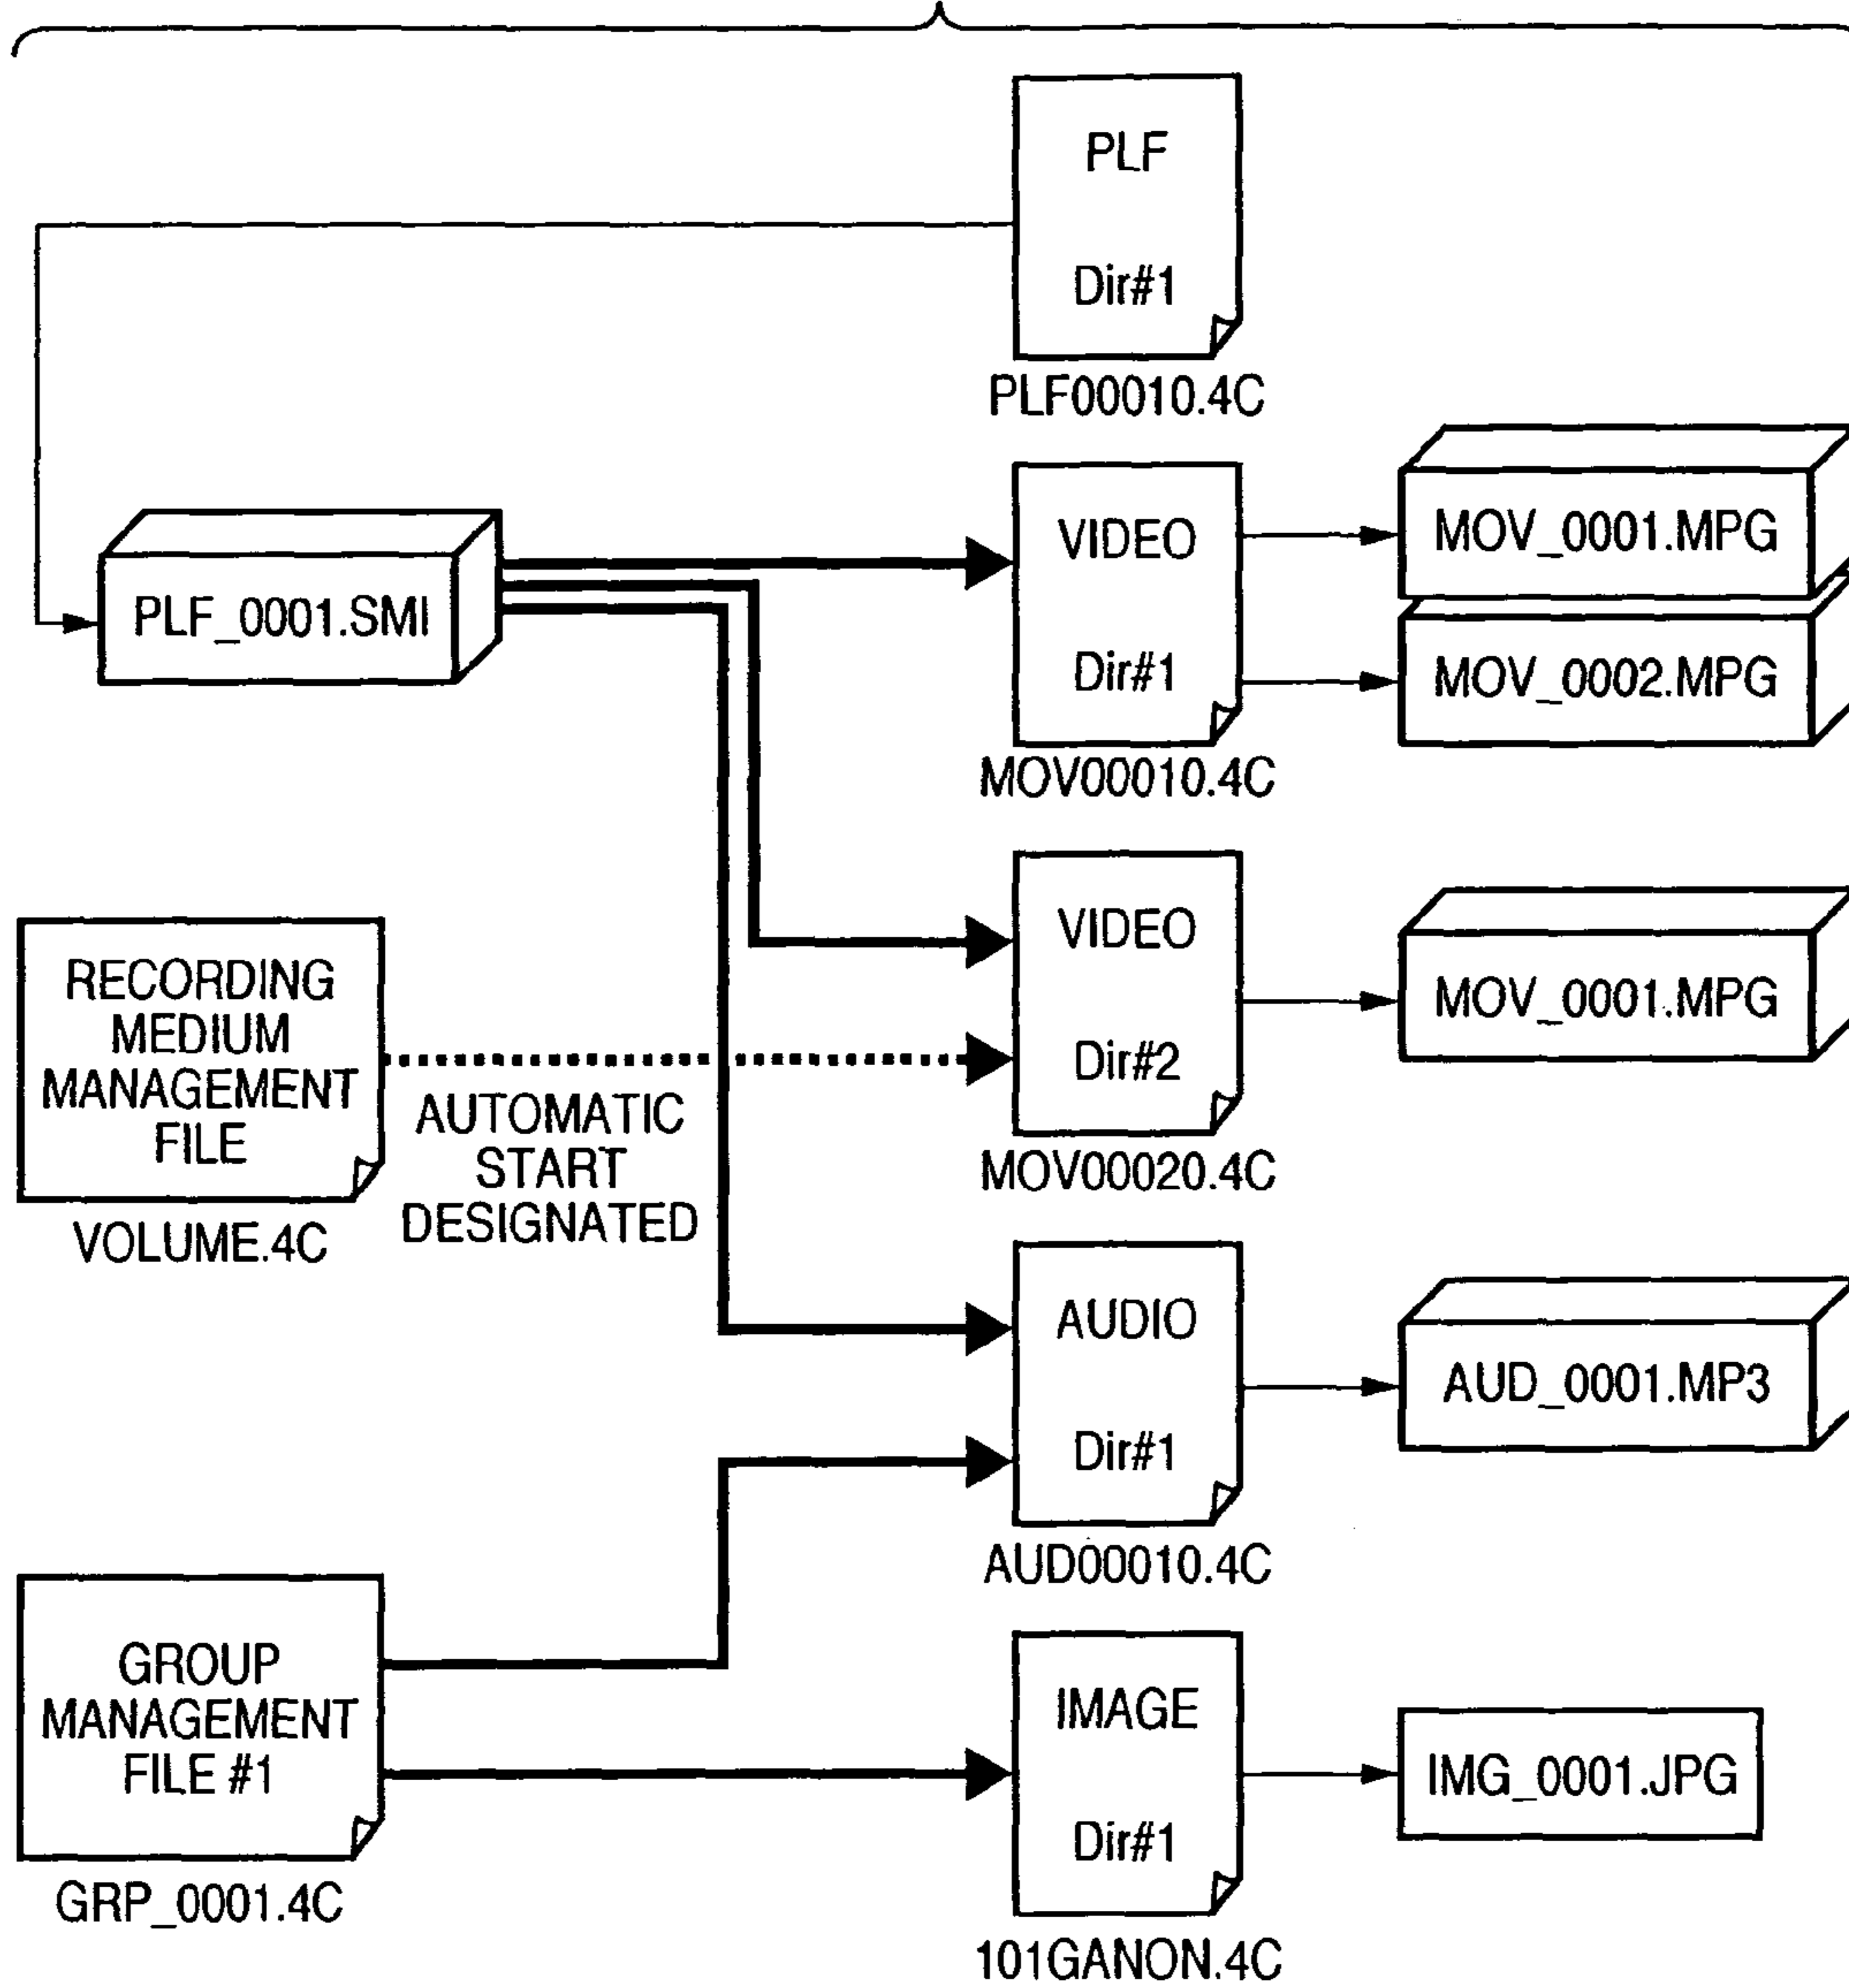 PLF
Dir#1
PLF00010.4C
PLF_0001.SMI
VIDEO
Dir#1
MOV00010.4C
MOV_0001.MPG
MOV_0002.MPG
RECORDING
MEDIUM
MANAGEMENT
FILE
VOLUME.4C
AUTOMATIC
START
DESIGNATED
VIDEO
Dir#2
MOV00020.4C
MOV_0001.MPG
AUDIO
Dir#1
AUD00010.4C
AUD_0001.MP3
GROUP
MANAGEMENT
FILE #1
GRP_0001.4C
IMAGE
Dir#1
101GANON.4C
IMG_0001.JPG